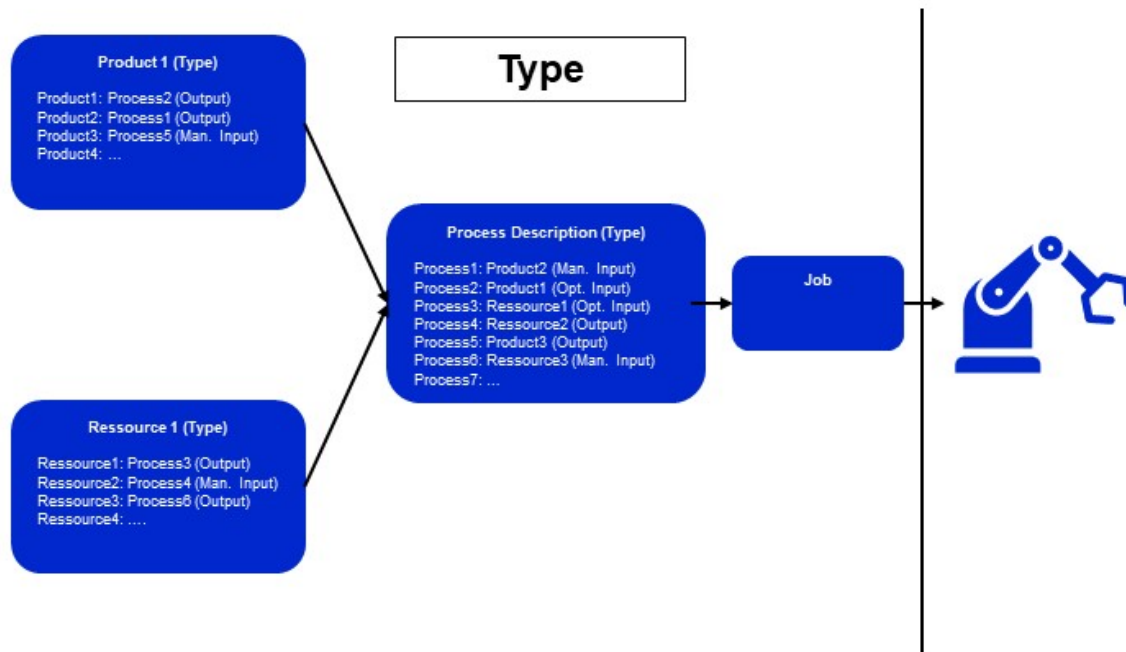 Type
Product 1 (Type)
Product1: Process2 (Output)
Product2: Process1 (Output)
Product3: Process5 (Man. Input)
Product4: ...
Process Description (Type)
Process1: Product2 (Man. Input)
Process2: Product1 (Opt. Input)
Process3: Ressource1 (Opt. Input)
Process4: Ressource2 (Output)
Process5: Product3 (Output)
Process6: Ressource3 (Man. Input)
Process7: ...
Job
Ressource 1 (Type)
Ressource1: Process3 (Output)
Ressource2: Process4 (Man. Input)
Ressource3: Process6 (Output)
Ressource4: ....